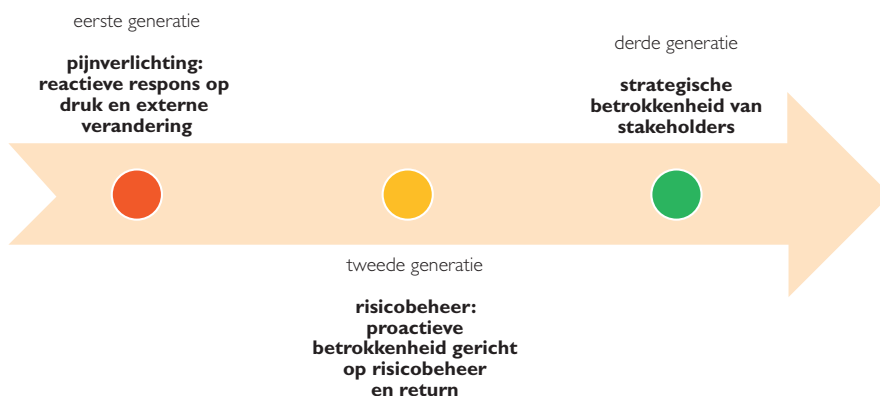 eerste generatie
pijnverlichting:
reactieve respons op
druk en externe
verandering
tweede generatie
risicobeheer:
proactieve
betrokkenheid gericht
op risicobeheer
en return
derde generatie
strategische
betrokkenheid van
stakeholders